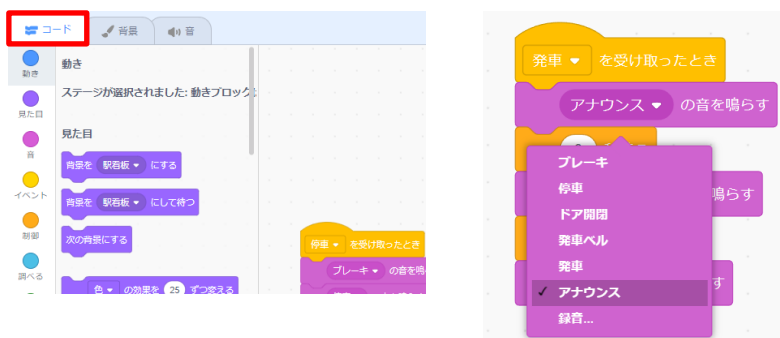 コード
背景
音
動き
見た目
音
イベント
制御
調べる
動き
ステージが選択されました: 動きブロック
見た目
背景を 駅看板 にする
背景を 駅看板 にして待つ
次の背景にする
色 の効果を 25 ずつ変える
停車 を受け取ったとき
ブレーキ の音を鳴
発車 を受け取ったとき
アナウンス の音を鳴らす
鳴らす
す
ブレーキ
停車
ドア開閉
発車ベル
発車
✓ アナウンス
録音...